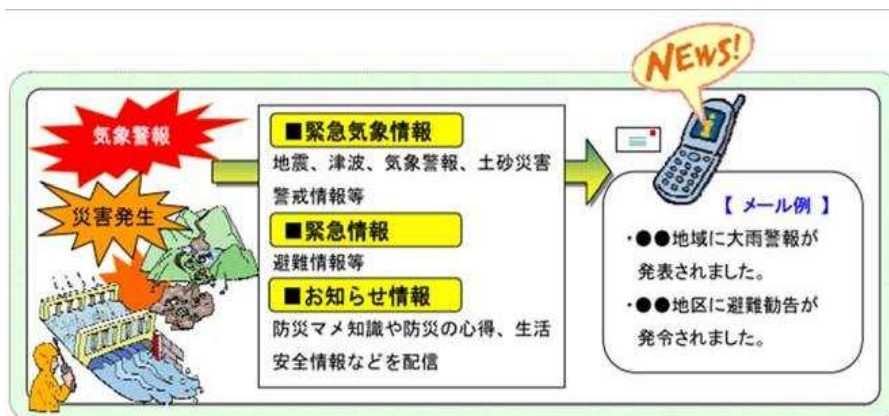 NEWS!
気象警報
災害発生
■緊急気象情報
地震、津波、気象警報、土砂災害
警戒情報等
■緊急情報
避難情報等
■お知らせ情報
防災マメ知識や防災の心得、生活
安全情報などを配信
【 メール例 】
・●●地域に大雨警報が
発表されました。
・●●地区に避難勧告が
発令されました。